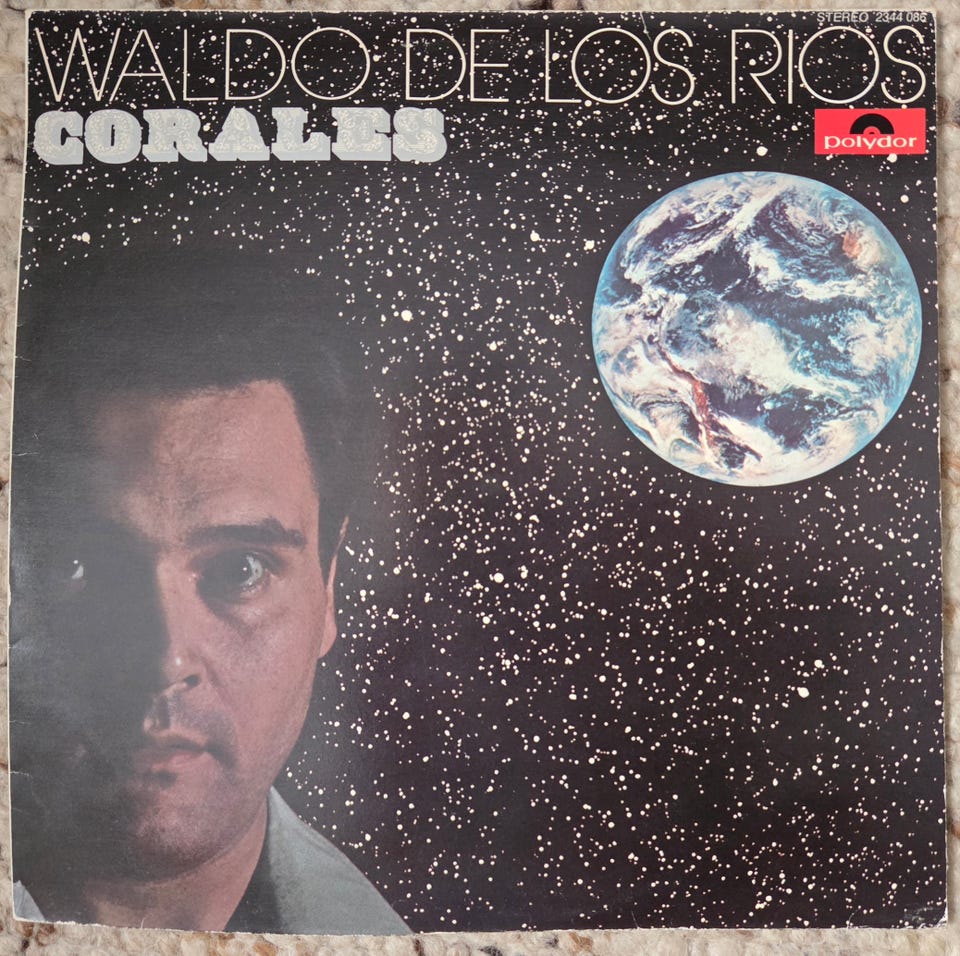 STEREO 2344 086
WALDO DE LOS RIOS
CORALES
polydor